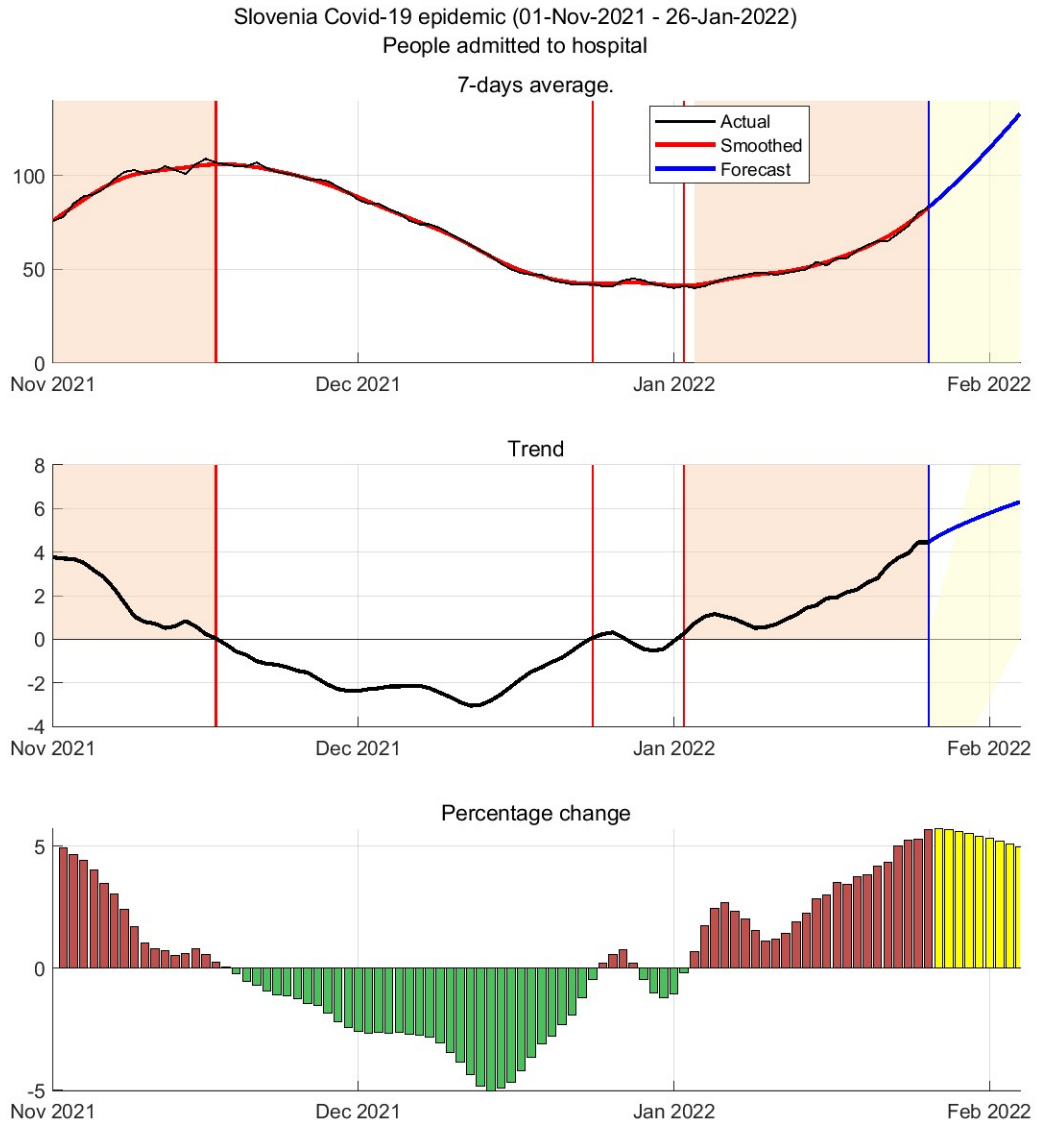 Slovenia Covid-19 epidemic (01-Nov-2021 - 26-Jan-2022)
People admitted to hospital
7-days average.
Actual
Smoothed
Forecast
100
50
0
Nov 2021 Dec 2021 Jan 2022 Feb 2022
Trend
8
6
4
2
0
-2
-4
Nov 2021 Dec 2021 Jan 2022 Feb 2022
Percentage change
5
0
-5
Nov 2021 Dec 2021 Jan 2022 Feb 2022